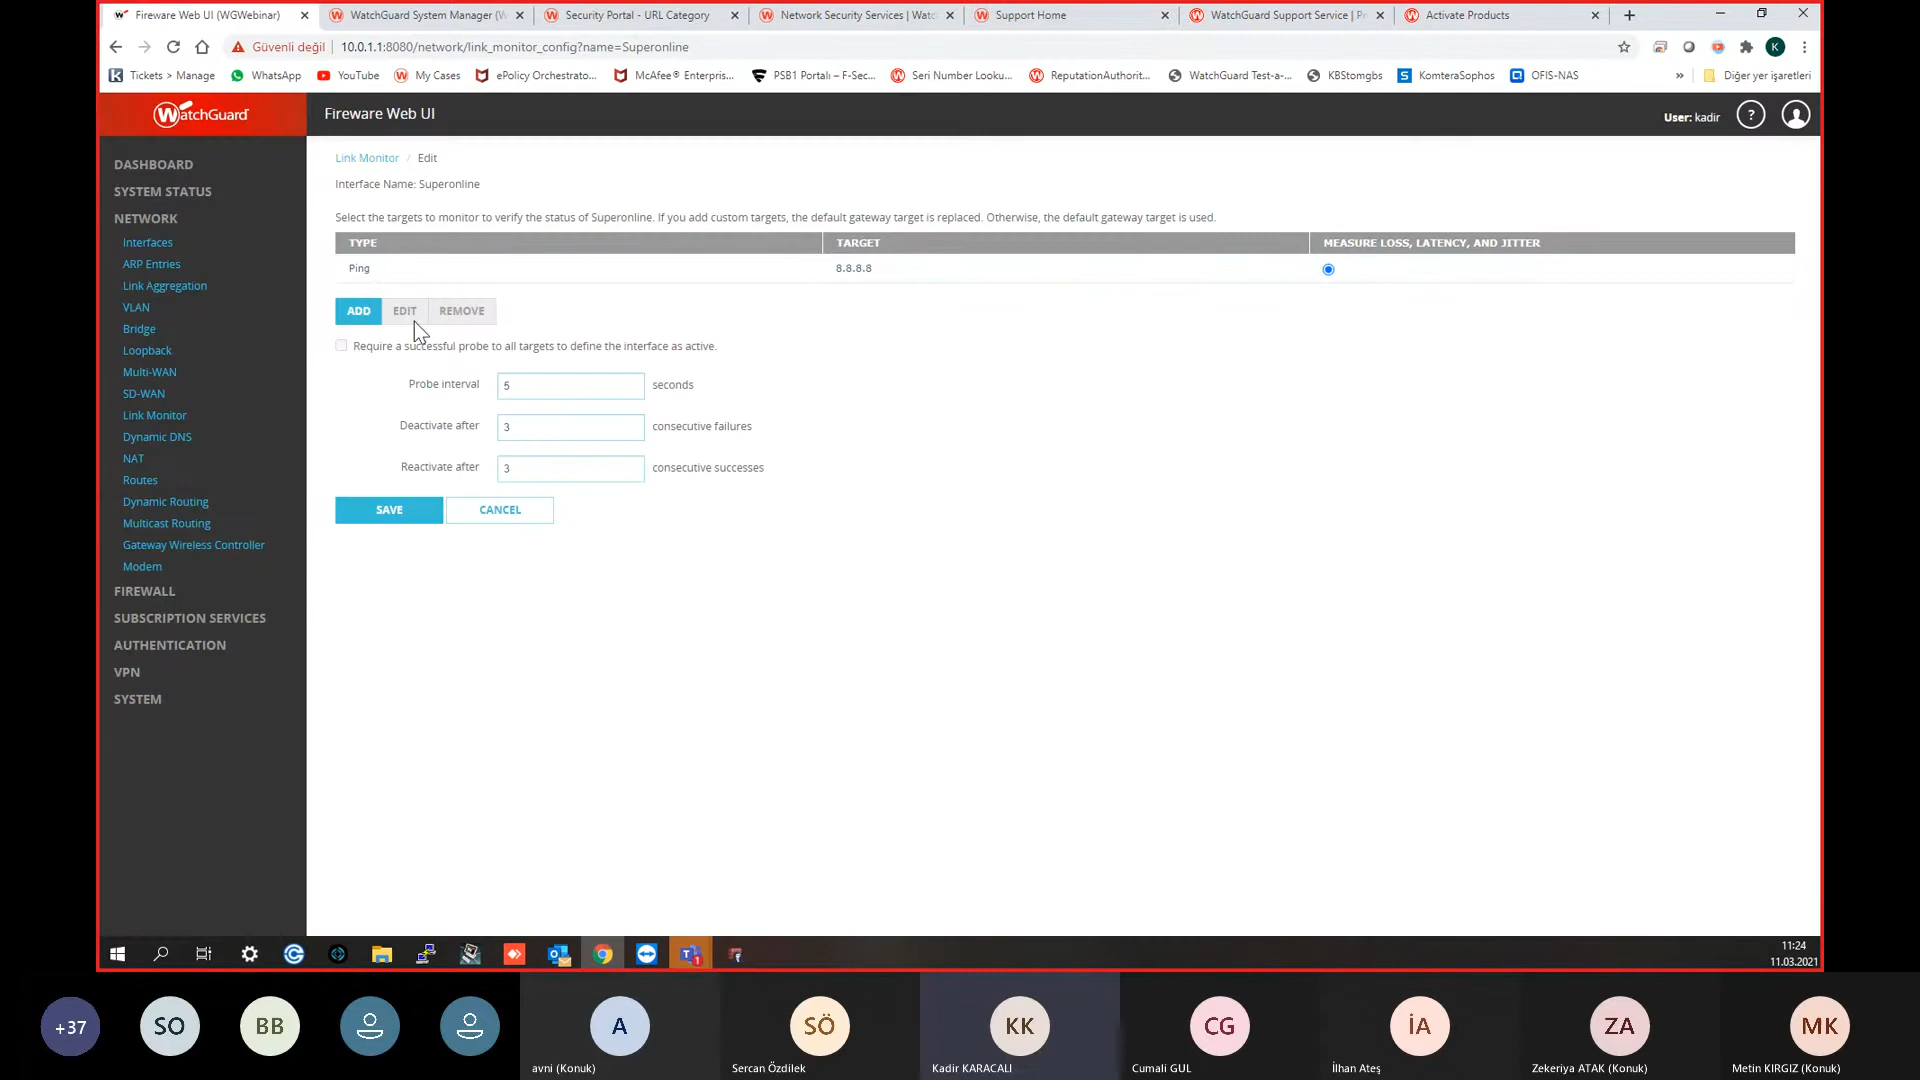 Fireware Web UI (WGWebinar)
WatchGuard System Manager (W
Security Portal - URL Category
Network Security Services | Watc
Support Home
WatchGuard Support Service | Pr
Activate Products
Güvenli değil
10.0.1.1:8080/network/link_monitor_config?name=Superonline
K
Tickets > Manage
WhatsApp
YouTube
My Cases
ePolicy Orchestrato...
McAfee® Enterpris...
PSB1 Portalı – F-Sec...
Seri Number Looku...
ReputationAuthorit...
WatchGuard Test-a-...
KBStomgbs
KomteraSophos
OFIS-NAS
»
Diğer yer işaretleri
WatchGuard
Fireware Web UI
User: kadir
?
DASHBOARD
SYSTEM STATUS
NETWORK
Interfaces
ARP Entries
Link Aggregation
VLAN
Bridge
Loopback
Multi-WAN
SD-WAN
Link Monitor
Dynamic DNS
NAT
Routes
Dynamic Routing
Multicast Routing
Gateway Wireless Controller
Modem
FIREWALL
SUBSCRIPTION SERVICES
AUTHENTICATION
VPN
SYSTEM
Link Monitor / Edit
Interface Name: Superonline
Select the targets to monitor to verify the status of Superonline. If you add custom targets, the default gateway target is replaced. Otherwise, the default gateway target is used.
TYPE
TARGET
MEASURE LOSS, LATENCY, AND JITTER
Ping
8.8.8.8
ADD
EDIT
REMOVE
Require a successful probe to all targets to define the interface as active.
Probe interval 5 seconds
Deactivate after 3 consecutive failures
Reactivate after 3 consecutive successes
SAVE
CANCEL
11:24
11.03.2021
+37
SO
BB
A
SÖ
KK
CG
İA
ZA
MK
avni (Konuk)
Sercan Özdilek
Kadir KARACALI
Cumali GUL
İlhan Ateş
Zekeriya ATAK (Konuk)
Metin KIRGIZ (Konuk)